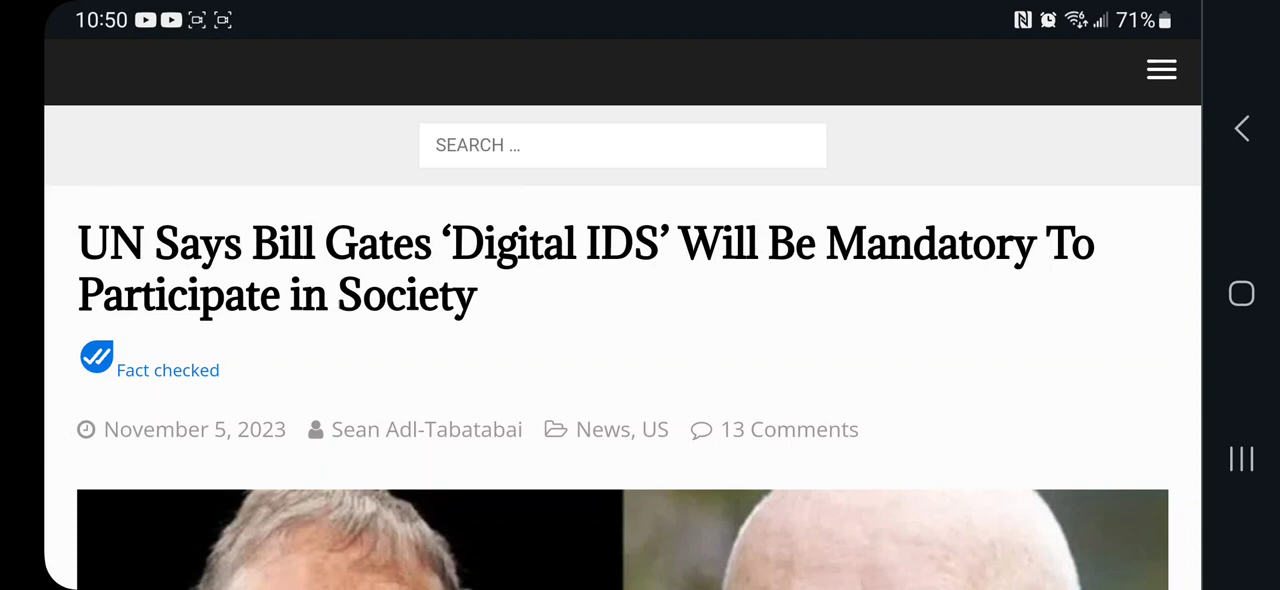 10:50 71%
SEARCH ...
UN Says Bill Gates ‘Digital IDS’ Will Be Mandatory To
Participate in Society
Fact checked
November 5, 2023 Sean Adl-Tabatabai News, US 13 Comments